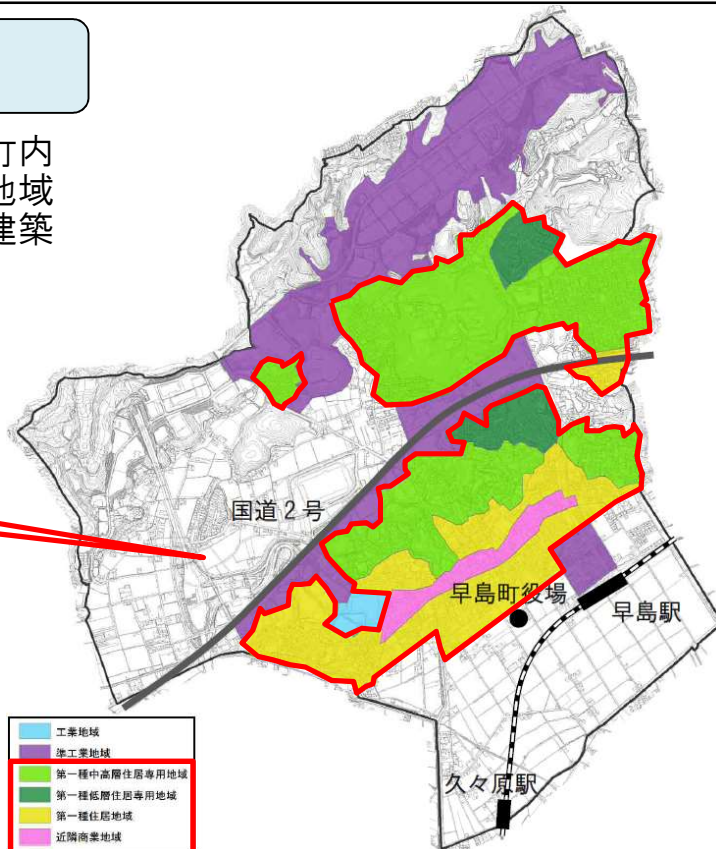 町内
地域
建築
国道２号
早島町役場
早島駅
久々原駅
工業地域
準工業地域
第一種中高層住居専用地域
第一種低層住居専用地域
第一種住居地域
近隣商業地域